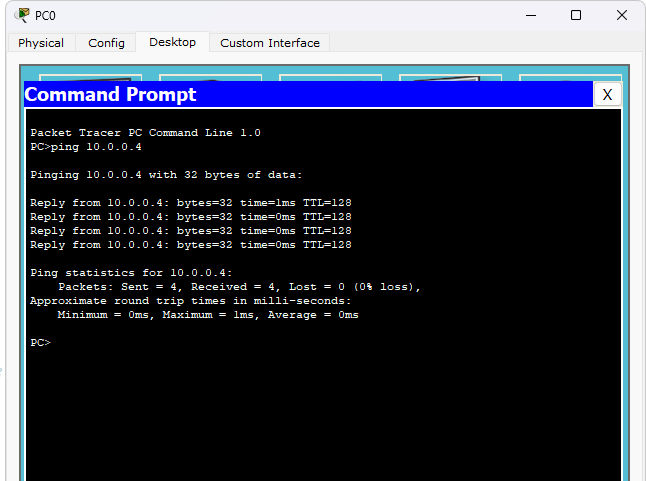 PC0
Physical Config Desktop Custom Interface
Command Prompt
X
Packet Tracer PC Command Line 1.0
PC>ping 10.0.0.4
Pinging 10.0.0.4 with 32 bytes of data:
Reply from 10.0.0.4: bytes=32 time=1ms TTL=128
Reply from 10.0.0.4: bytes=32 time=0ms TTL=128
Reply from 10.0.0.4: bytes=32 time=0ms TTL=128
Reply from 10.0.0.4: bytes=32 time=0ms TTL=128
Ping statistics for 10.0.0.4:
    Packets: Sent = 4, Received = 4, Lost = 0 (0% loss),
Approximate round trip times in milli-seconds:
    Minimum = 0ms, Maximum = 1ms, Average = 0ms
PC>